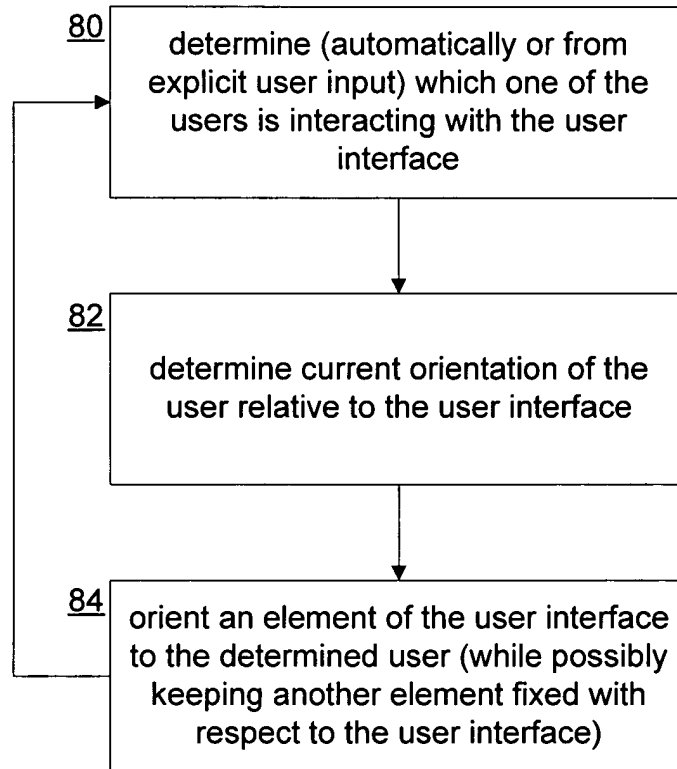 80
determine (automatically or from
explicit user input) which one of the
users is interacting with the user
interface
82
determine current orientation of the
user relative to the user interface
84
orient an element of the user interface
to the determined user (while possibly
keeping another element fixed with
respect to the user interface)